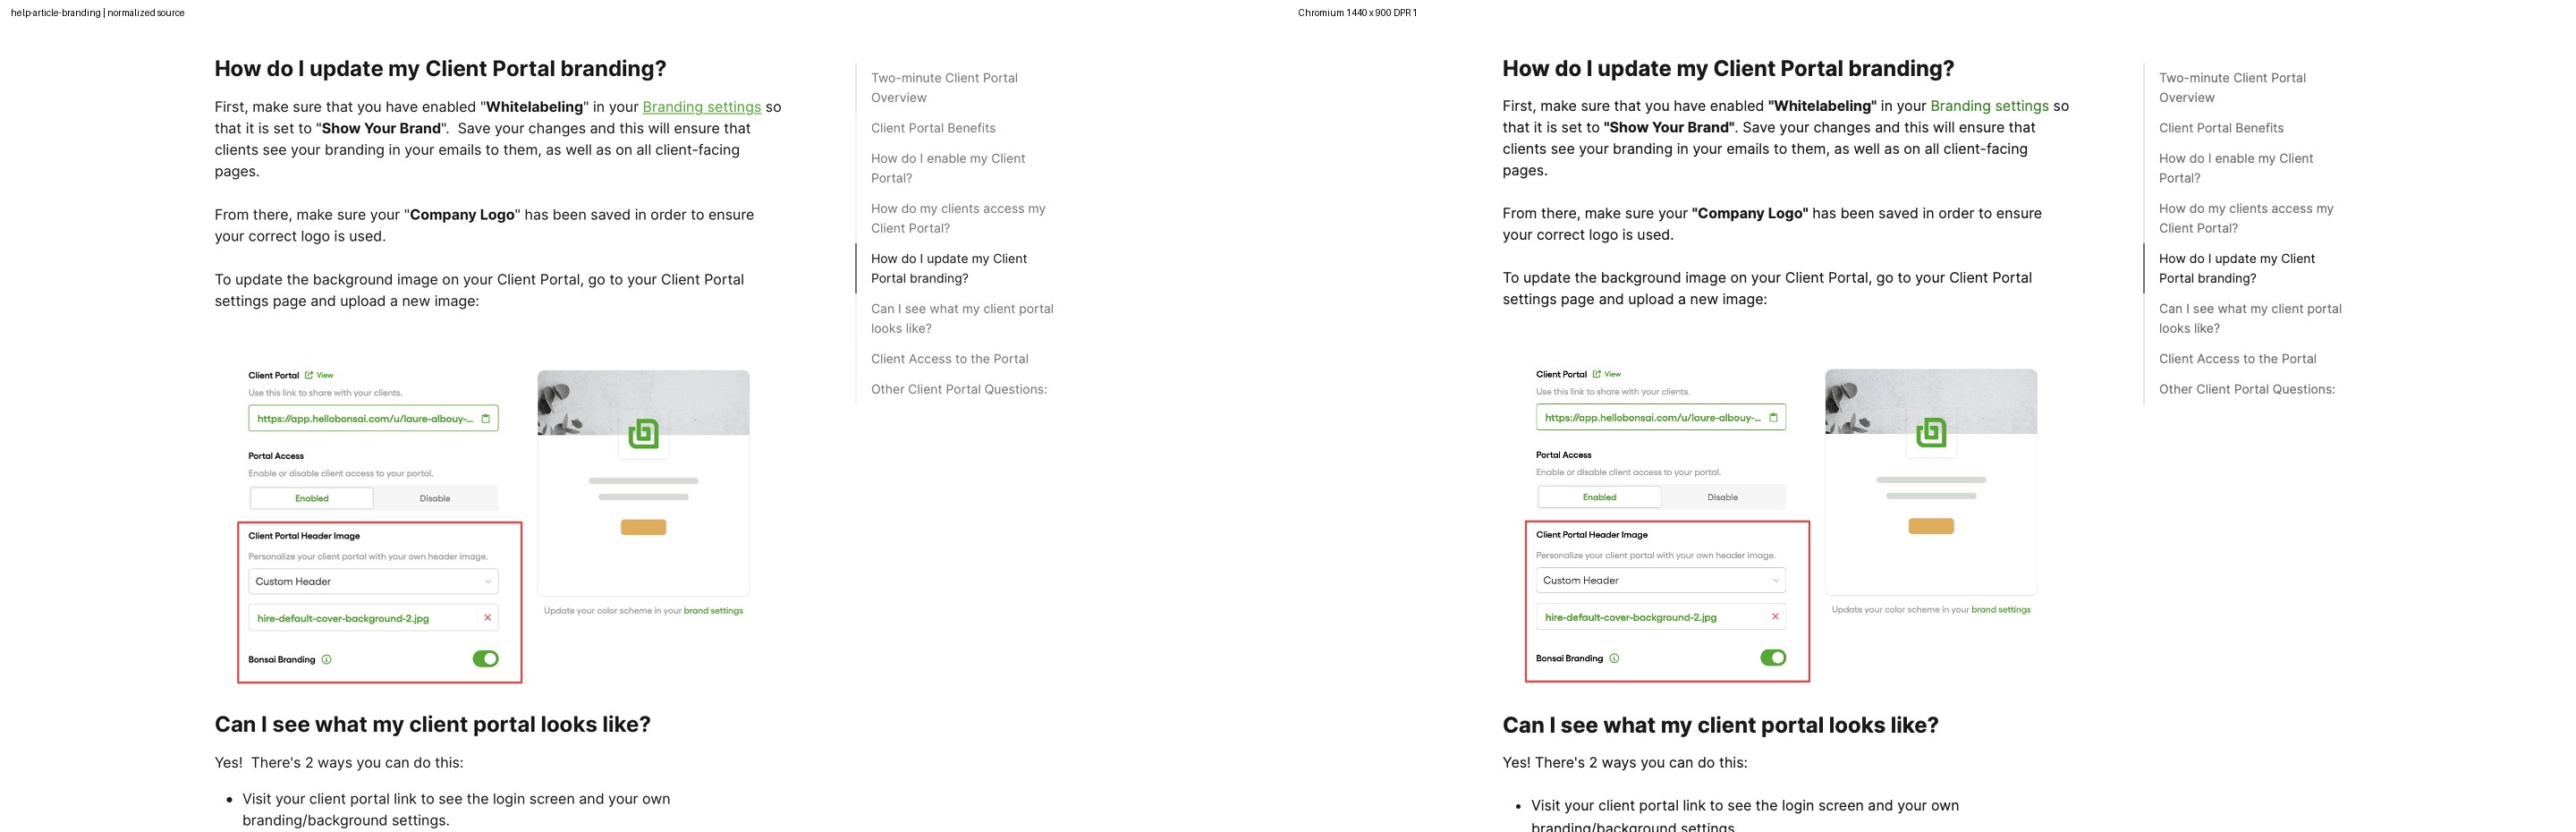 help-article-branding | normalized source
Chromium 1440 x 900 DPR 1
How do I update my Client Portal branding?
First, make sure that you have enabled "Whitelabeling" in your Branding settings so
that it is set to "Show Your Brand".  Save your changes and this will ensure that
clients see your branding in your emails to them, as well as on all client-facing
pages.
From there, make sure your "Company Logo" has been saved in order to ensure
your correct logo is used.
To update the background image on your Client Portal, go to your Client Portal
settings page and upload a new image:
Client Portal View
Use this link to share with your clients.
https://app.hellobonsai.com/u/laure-albouy-...
Portal Access
Enable or disable client access to your portal.
Enabled Disable
Client Portal Header Image
Personalize your client portal with your own header image.
Custom Header
hire-default-cover-background-2.jpg
Bonsai Branding
Update your color scheme in your brand settings
Can I see what my client portal looks like?
Yes!  There's 2 ways you can do this:
• Visit your client portal link to see the login screen and your own
branding/background settings.
Two-minute Client Portal
Overview
Client Portal Benefits
How do I enable my Client
Portal?
How do my clients access my
Client Portal?
How do I update my Client
Portal branding?
Can I see what my client portal
looks like?
Client Access to the Portal
Other Client Portal Questions:
How do I update my Client Portal branding?
First, make sure that you have enabled "Whitelabeling" in your Branding settings so
that it is set to "Show Your Brand". Save your changes and this will ensure that
clients see your branding in your emails to them, as well as on all client-facing
pages.
From there, make sure your "Company Logo" has been saved in order to ensure
your correct logo is used.
To update the background image on your Client Portal, go to your Client Portal
settings page and upload a new image:
Client Portal View
Use this link to share with your clients.
https://app.hellobonsai.com/u/laure-albouy-...
Portal Access
Enable or disable client access to your portal.
Enabled Disable
Client Portal Header Image
Personalize your client portal with your own header image.
Custom Header
hire-default-cover-background-2.jpg
Bonsai Branding
Update your color scheme in your brand settings
Can I see what my client portal looks like?
Yes! There's 2 ways you can do this:
• Visit your client portal link to see the login screen and your own
branding/background settings.
Two-minute Client Portal
Overview
Client Portal Benefits
How do I enable my Client
Portal?
How do my clients access my
Client Portal?
How do I update my Client
Portal branding?
Can I see what my client portal
looks like?
Client Access to the Portal
Other Client Portal Questions: